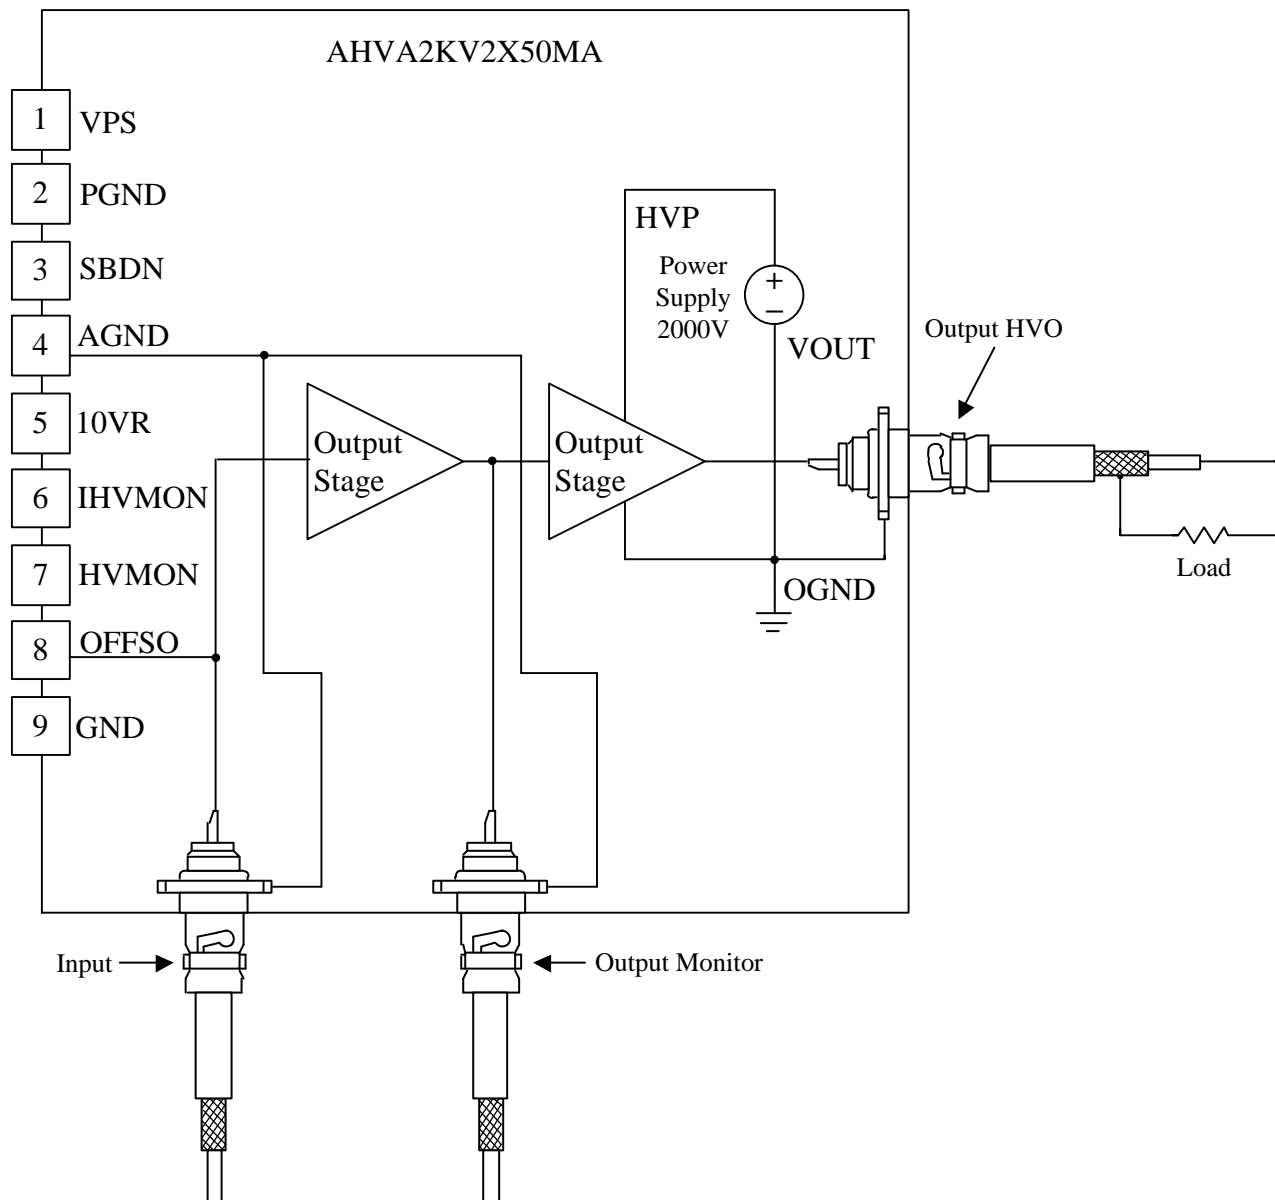 AHVA2KV2X50MA
1 VPS
2 PGND
3 SBDN
4 AGND
5 10VR
6 IHVMON
7 HVMON
8 OFFSO
9 GND
HVP
Power
Supply
2000V
+
−
VOUT
Output HVO
Output
Stage
Output
Stage
OGND
Load
Input
Output Monitor